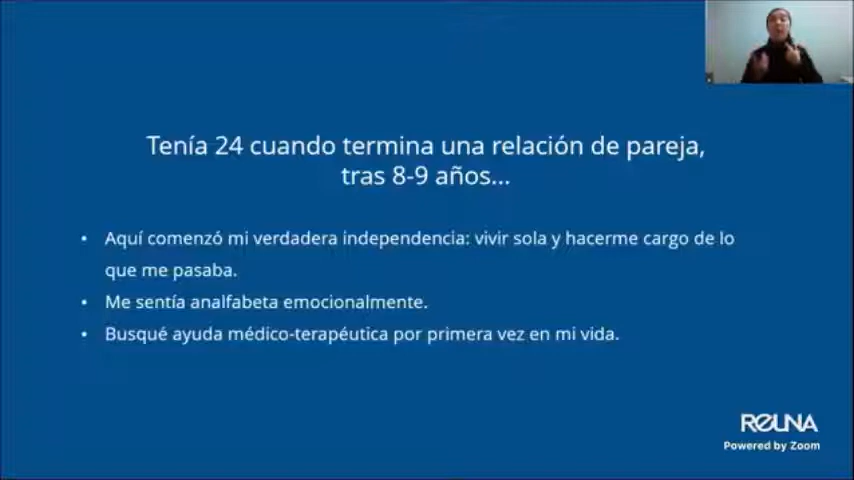 Tenía 24 cuando termina una relación de pareja,
tras 8-9 años...
• Aquí comenzó mi verdadera independencia: vivir sola y hacerme cargo de lo
que me pasaba.
• Me sentía analfabeta emocionalmente.
• Busqué ayuda médico-terapéutica por primera vez en mi vida.
REUNA
Powered by Zoom